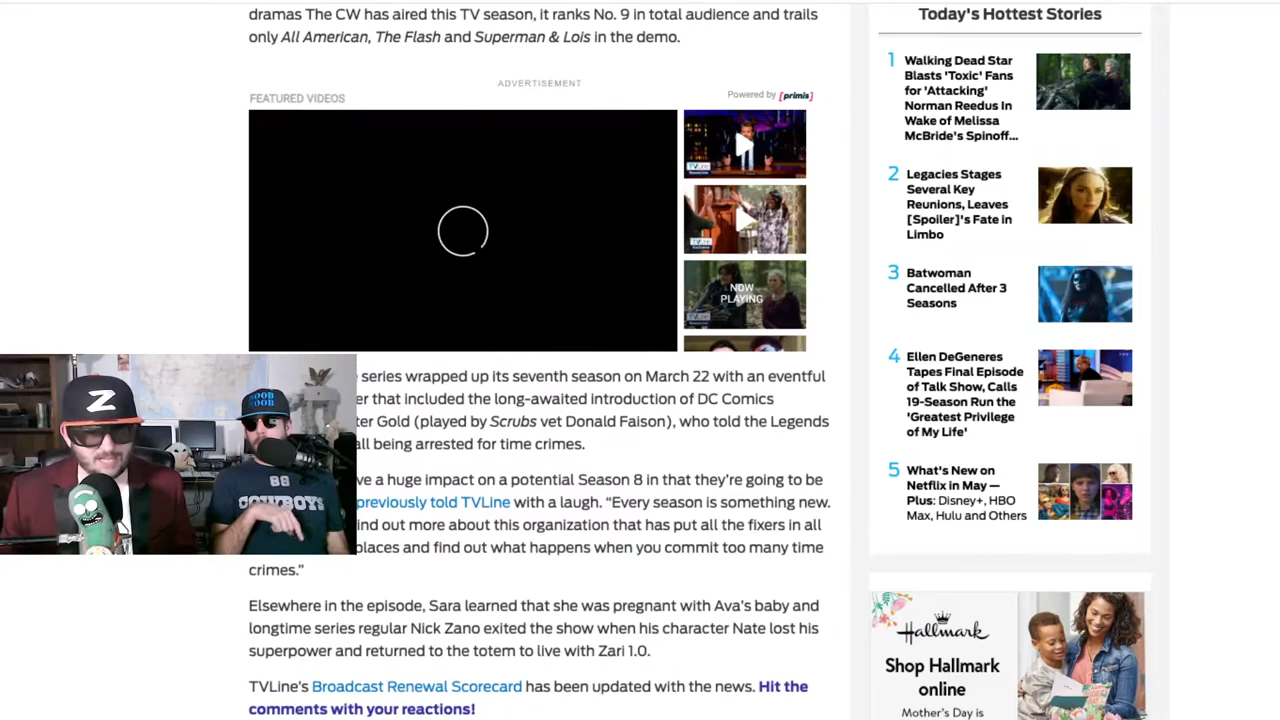 dramas The CW has aired this TV season, it ranks No. 9 in total audience and trails
only All American, The Flash and Superman & Lois in the demo.
ADVERTISEMENT
FEATURED VIDEOS
Powered by [primis]
NOW
PLAYING
series wrapped up its seventh season on March 22 with an eventful
er that included the long-awaited introduction of DC Comics
ter Gold (played by Scrubs vet Donald Faison), who told the Legends
all being arrested for time crimes.
ve a huge impact on a potential Season 8 in that they're going to be
previously told TVLine with a laugh. “Every season is something new.
ind out more about this organization that has put all the fixers in all
places and find out what happens when you commit too many time
crimes.”
Elsewhere in the episode, Sara learned that she was pregnant with Ava's baby and
longtime series regular Nick Zano exited the show when his character Nate lost his
superpower and returned to the totem to live with Zari 1.0.
TVLine's Broadcast Renewal Scorecard has been updated with the news. Hit the
comments with your reactions!
Z
NOOB
NOOB
88
COWBOYS
Today's Hottest Stories
1 Walking Dead Star
Blasts 'Toxic' Fans
for 'Attacking'
Norman Reedus In
Wake of Melissa
McBride's Spinoff...
2 Legacies Stages
Several Key
Reunions, Leaves
[Spoiler]'s Fate in
Limbo
3 Batwoman
Cancelled After 3
Seasons
4 Ellen DeGeneres
Tapes Final Episode
of Talk Show, Calls
19-Season Run the
'Greatest Privilege
of My Life'
5 What's New on
Netflix in May —
Plus: Disney+, HBO
Max, Hulu and Others
Hallmark
Shop Hallmark
online
Mother's Day is